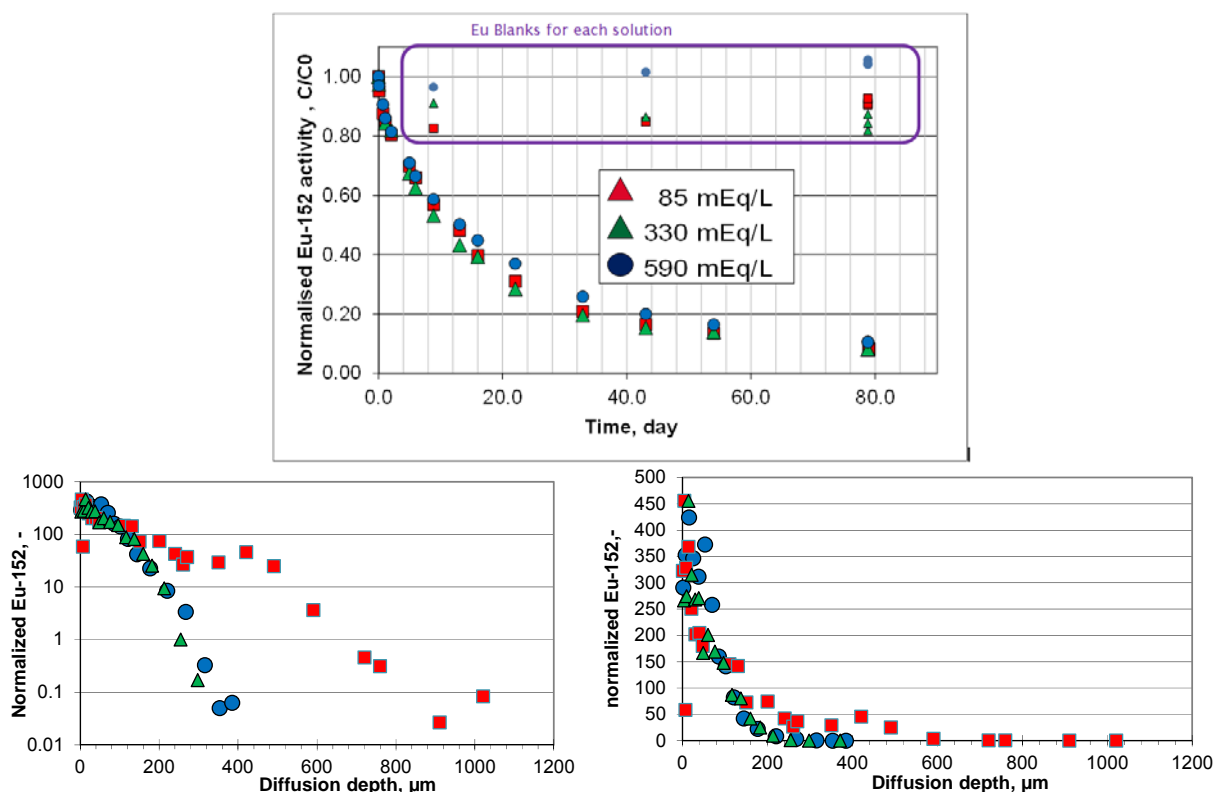 Eu Blanks for each solution
Normalised Eu-152 activity , C/C0
1.00
0.80
0.60
0.40
0.20
0.00
85 mEq/L
330 mEq/L
590 mEq/L
0.0 20.0 40.0 60.0 80.0
Time, day
Normalized Eu-152, -
1000
100
10
1
0.1
0.01
0 200 400 600 800 1000 1200
Diffusion depth, µm
normalized Eu-152,-
500
450
400
350
300
250
200
150
100
50
0
0 200 400 600 800 1000 1200
Diffusion depth, µm